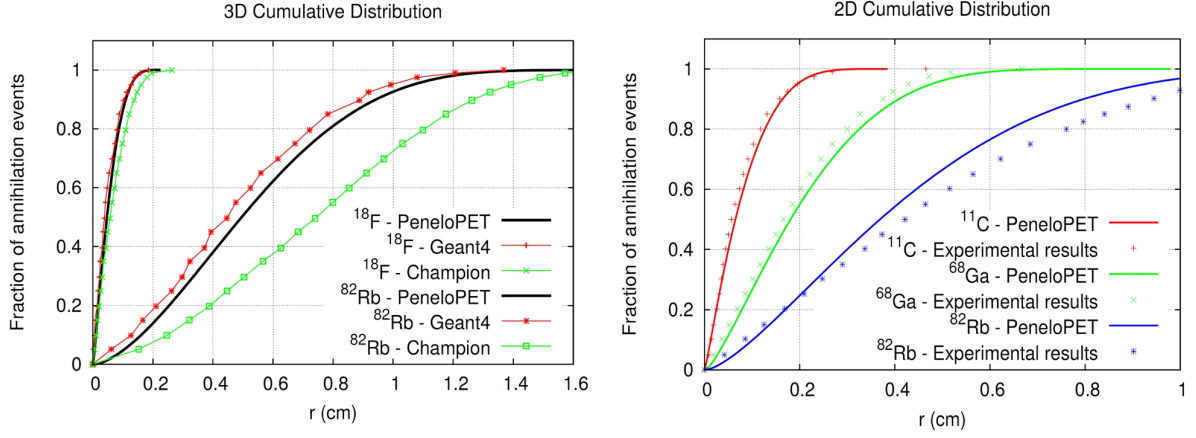 3D Cumulative Distribution
Fraction of annihilation events
1
0.8
0.6
0.4
0.2
0
0 0.2 0.4 0.6 0.8 1 1.2 1.4 1.6
r (cm)
18F - PeneloPET
18F - Geant4
18F - Champion
82Rb - PeneloPET
82Rb - Geant4
82Rb - Champion
2D Cumulative Distribution
Fraction of annihilation events
1
0.8
0.6
0.4
0.2
0
0 0.2 0.4 0.6 0.8 1
r (cm)
11C - PeneloPET
11C - Experimental results
68Ga - PeneloPET
68Ga - Experimental results
82Rb - PeneloPET
82Rb - Experimental results